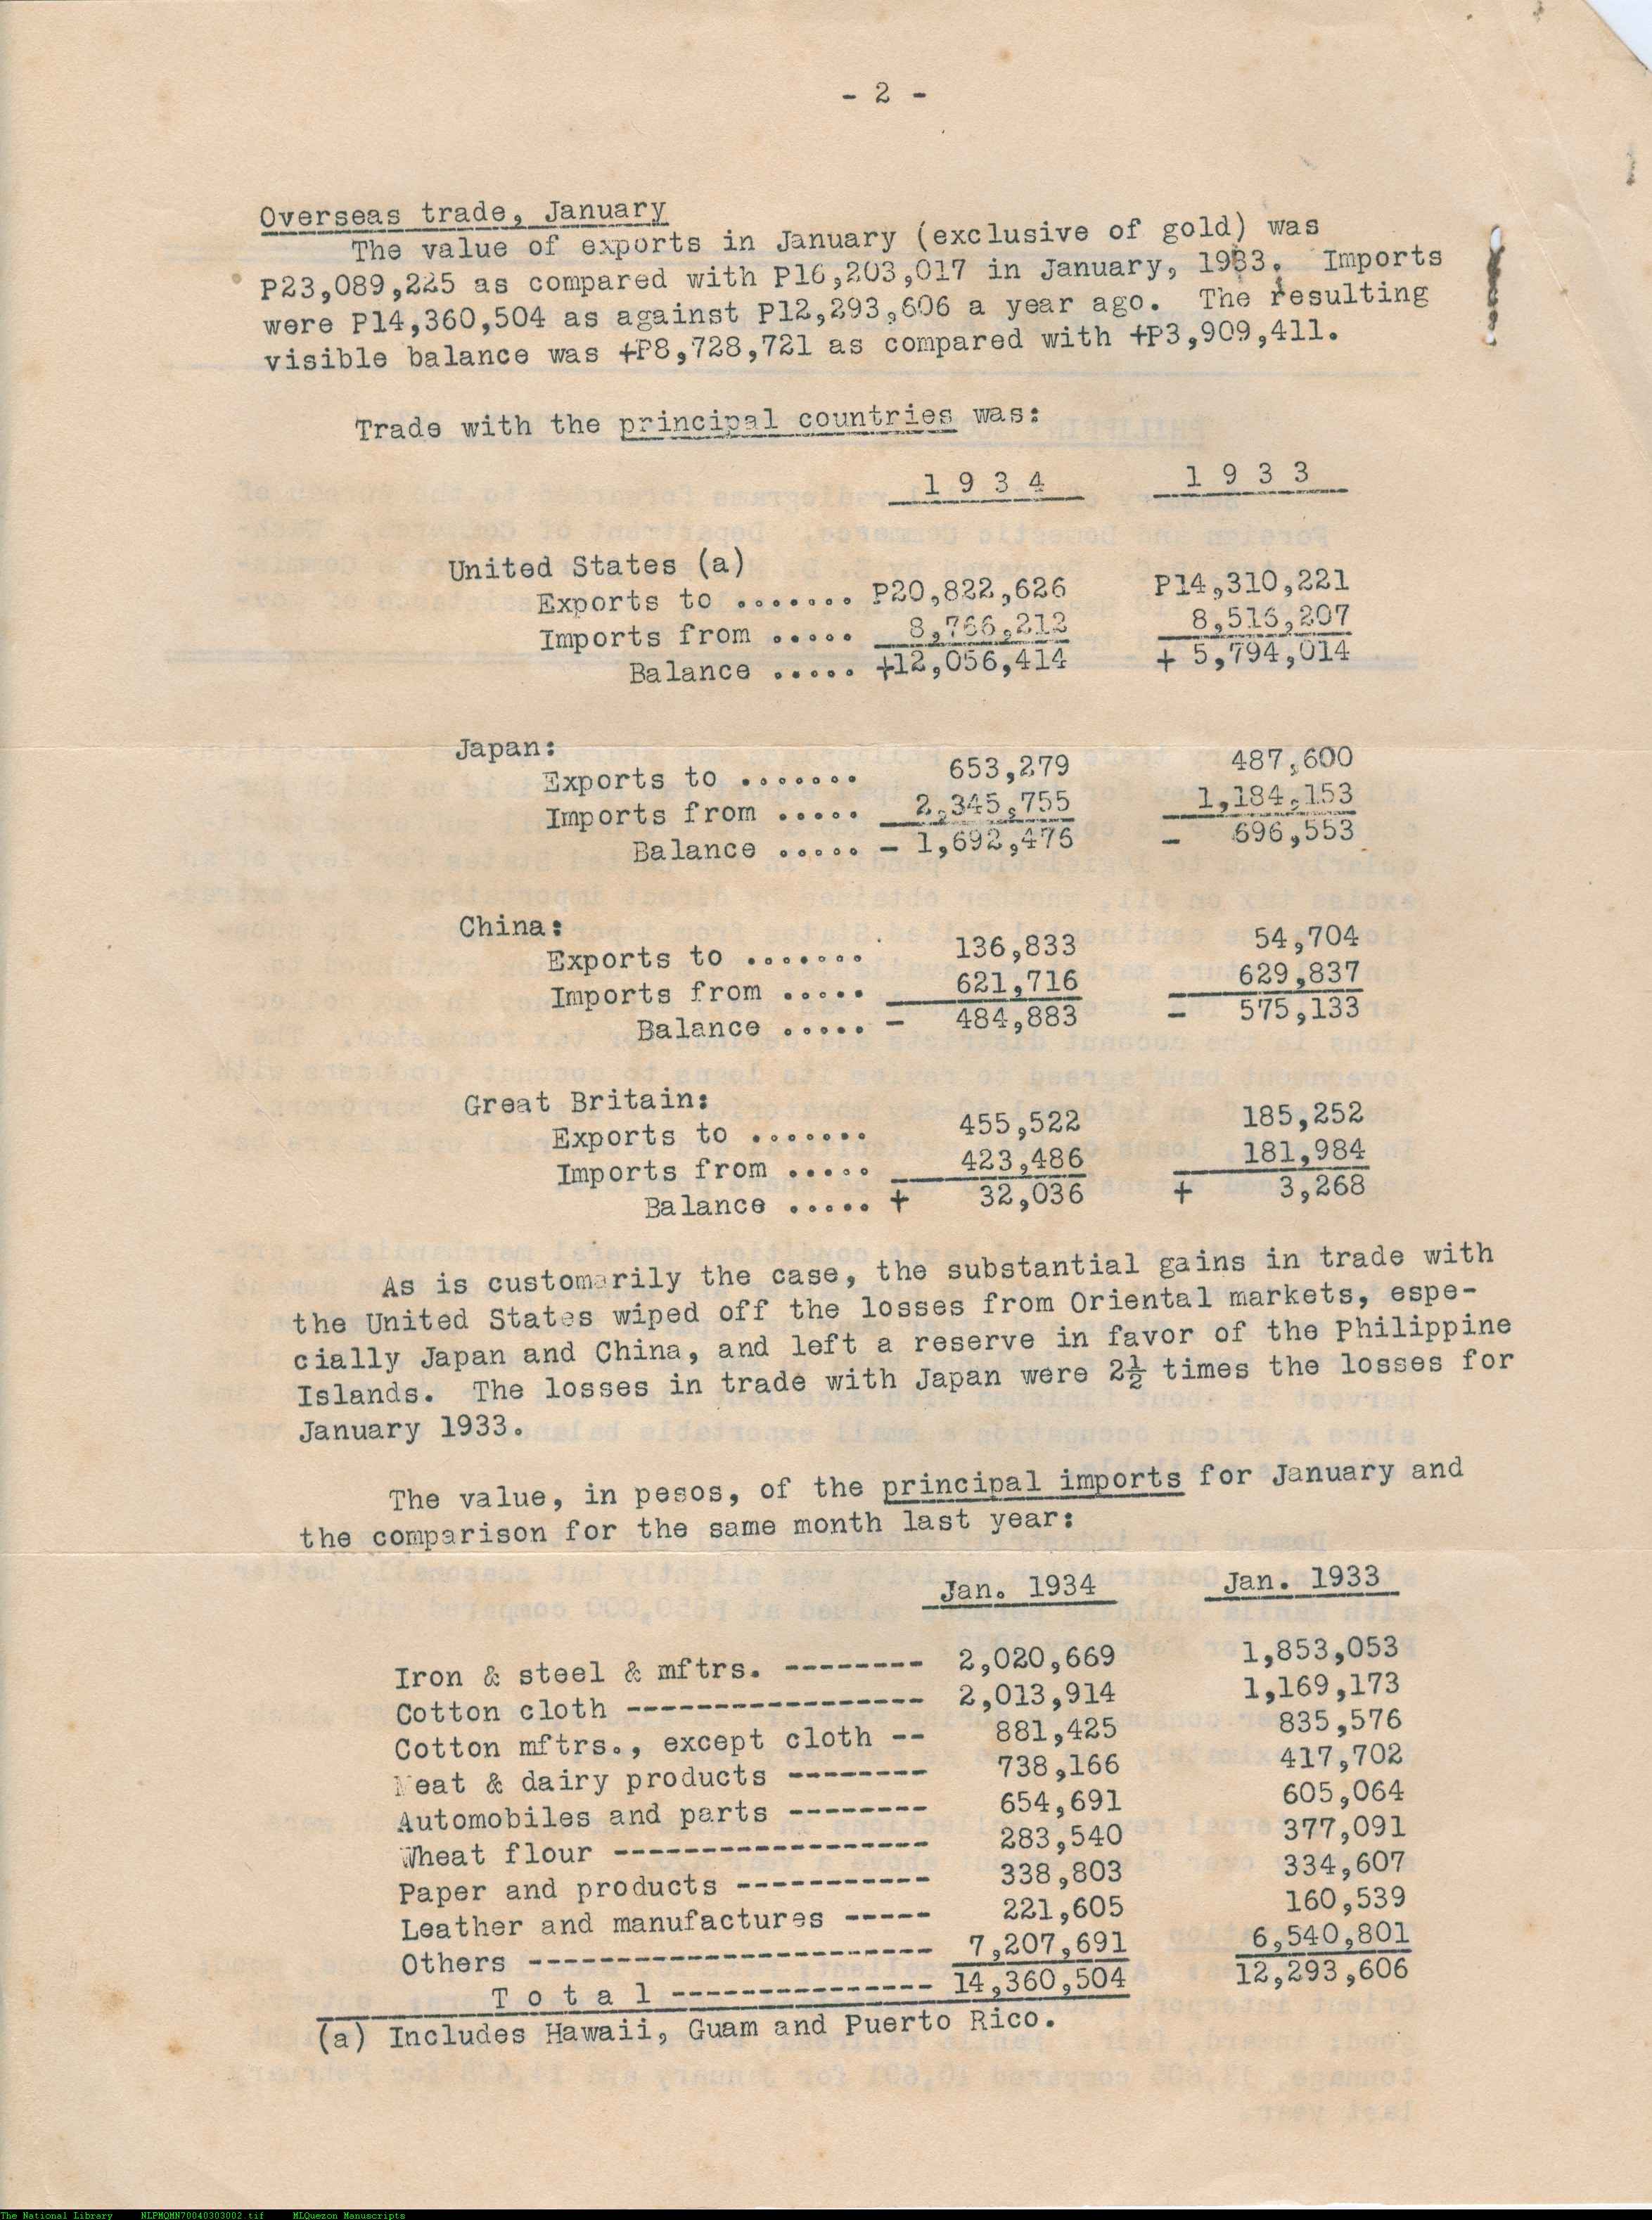 - 2 -
Overseas trade, January
The value of exports in January (exclusive of gold) was
P23,089,225 as compared with P16,203,017 in January, 1933. Imports
were P14,360,504 as against P12,293,606 a year ago. The resulting
visible balance was +P8,728,721 as compared with +P3,909,411.
Trade with the principal countries was:
1 9 3 4 1 9 3 3
United States (a)
Exports to ....... P20,822,626 P14,310,221
Imports from ..... 8,766,212 8,516,207
Balance ..... +12,056,414 + 5,794,014
Japan:
Exports to ....... 653,279 487,600
Imports from ..... 2,345,755 1,184,153
Balance ..... - 1,692,476 - 696,553
China:
Exports to ....... 136,833 54,704
Imports from ..... 621,716 629,837
Balance ..... - 484,883 - 575,133
Great Britain:
Exports to ....... 455,522 185,252
Imports from ..... 423,486 181,984
Balance ..... + 32,036 + 3,268
As is customarily the case, the substantial gains in trade with
the United States wiped off the losses from Oriental markets, espe-
cially Japan and China, and left a reserve in favor of the Philippine
Islands. The losses in trade with Japan were 2½ times the losses for
January 1933.
The value, in pesos, of the principal imports for January and
the comparison for the same month last year:
Jan. 1934 Jan. 1933
Iron & steel & mftrs. -------- 2,020,669 1,853,053
Cotton cloth ----------------- 2,013,914 1,169,173
Cotton mftrs., except cloth -- 881,425 835,576
Meat & dairy products -------- 738,166 417,702
Automobiles and parts -------- 654,691 605,064
Wheat flour ------------------ 283,540 377,091
Paper and products ----------- 338,803 334,607
Leather and manufactures ----- 221,605 160,539
Others ----------------------- 7,207,691 6,540,801
T o t a l --------------- 14,360,504 12,293,606
(a) Includes Hawaii, Guam and Puerto Rico.
The National Library NLPMQMN70040303002.tif MLQuezon Manuscripts